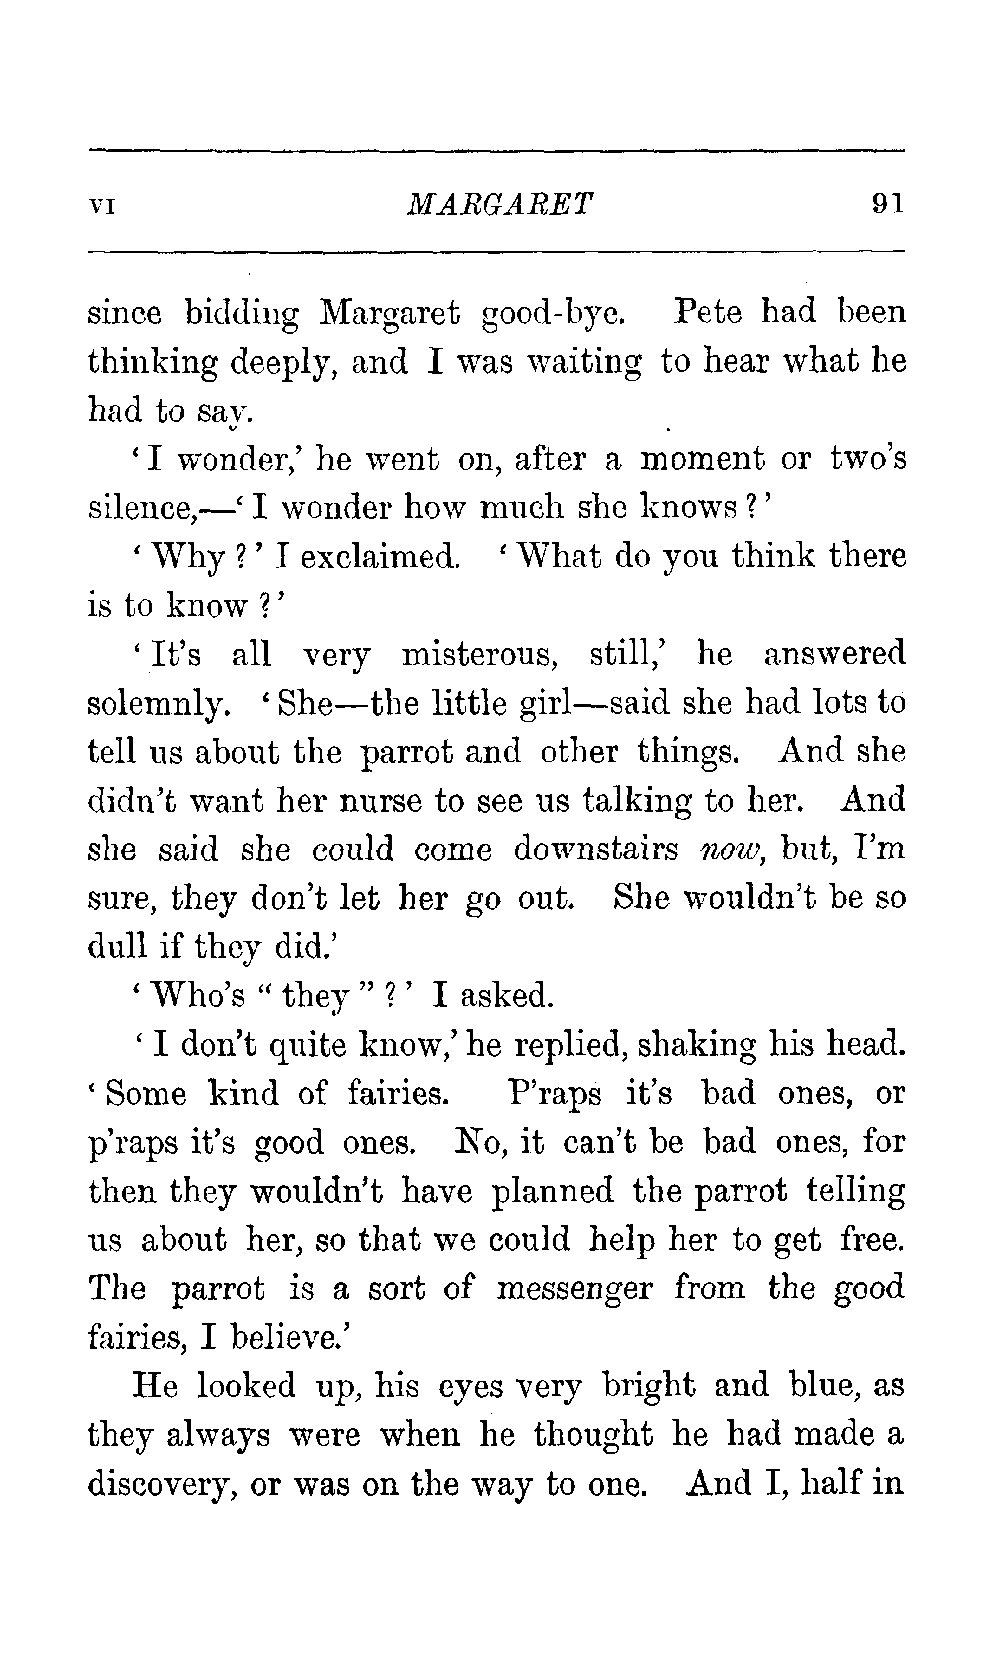 VI MARGARET 91
since bidding Margaret good-bye. Pete had been
thinking deeply, and I was waiting to hear what he
had to say.
‘I wonder,’ he went on, after a moment or two’s
silence,—‘I wonder how much she knows?’
‘Why?’ I exclaimed. ‘What do you think there
is to know?’
‘It’s all very misterous, still,’ he answered
solemnly. ‘She—the little girl—said she had lots to
tell us about the parrot and other things. And she
didn’t want her nurse to see us talking to her. And
she said she could come downstairs now, but, I’m
sure, they don’t let her go out. She wouldn’t be so
dull if they did.’
‘Who’s “they”?’ I asked.
‘I don’t quite know,’ he replied, shaking his head.
‘Some kind of fairies. P’raps it’s bad ones, or
p’raps it’s good ones. No, it can’t be bad ones, for
then they wouldn’t have planned the parrot telling
us about her, so that we could help her to get free.
The parrot is a sort of messenger from the good
fairies, I believe.’
He looked up, his eyes very bright and blue, as
they always were when he thought he had made a
discovery, or was on the way to one. And I, half in